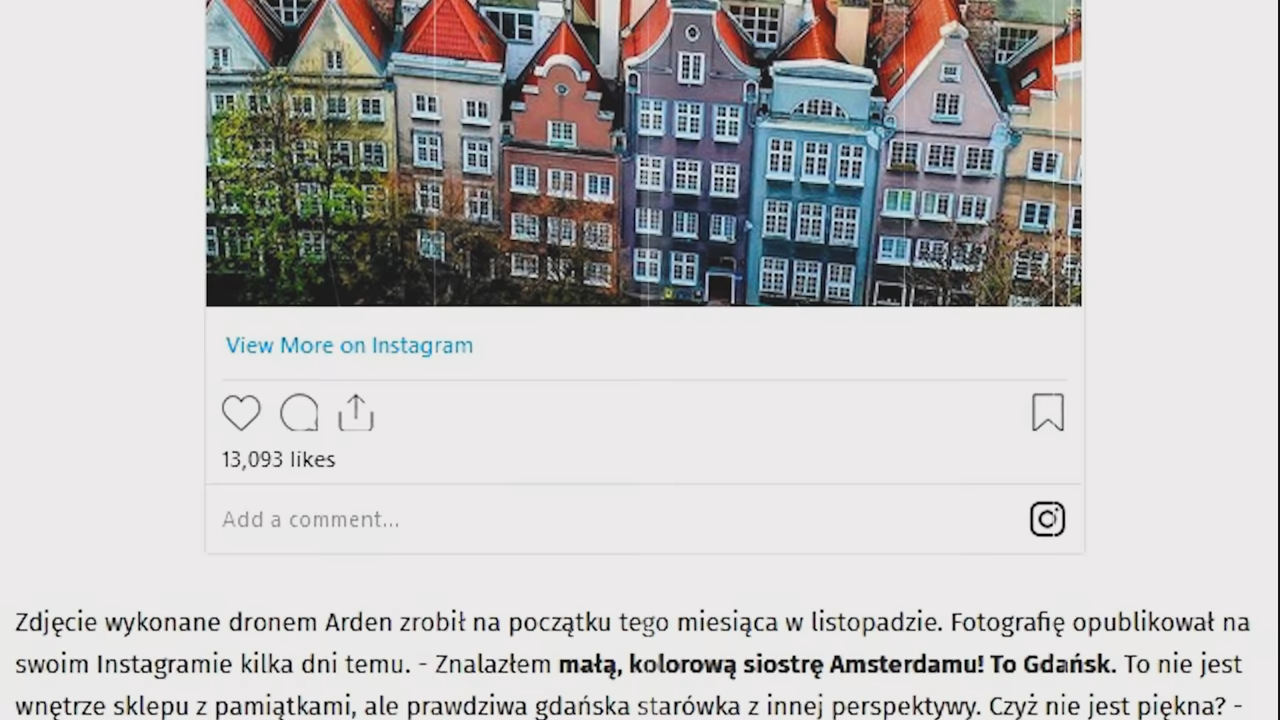 View More on Instagram
13,093 likes
Add a comment...
Zdjęcie wykonane dronem Arden zrobił na początku tego miesiąca w listopadzie. Fotografię opublikował na
swoim Instagramie kilka dni temu. - Znalazłem małą, kolorową siostrę Amsterdamu! To Gdańsk. To nie jest
wnętrze sklepu z pamiątkami, ale prawdziwa gdańska starówka z innej perspektywy. Czyż nie jest piękna? -